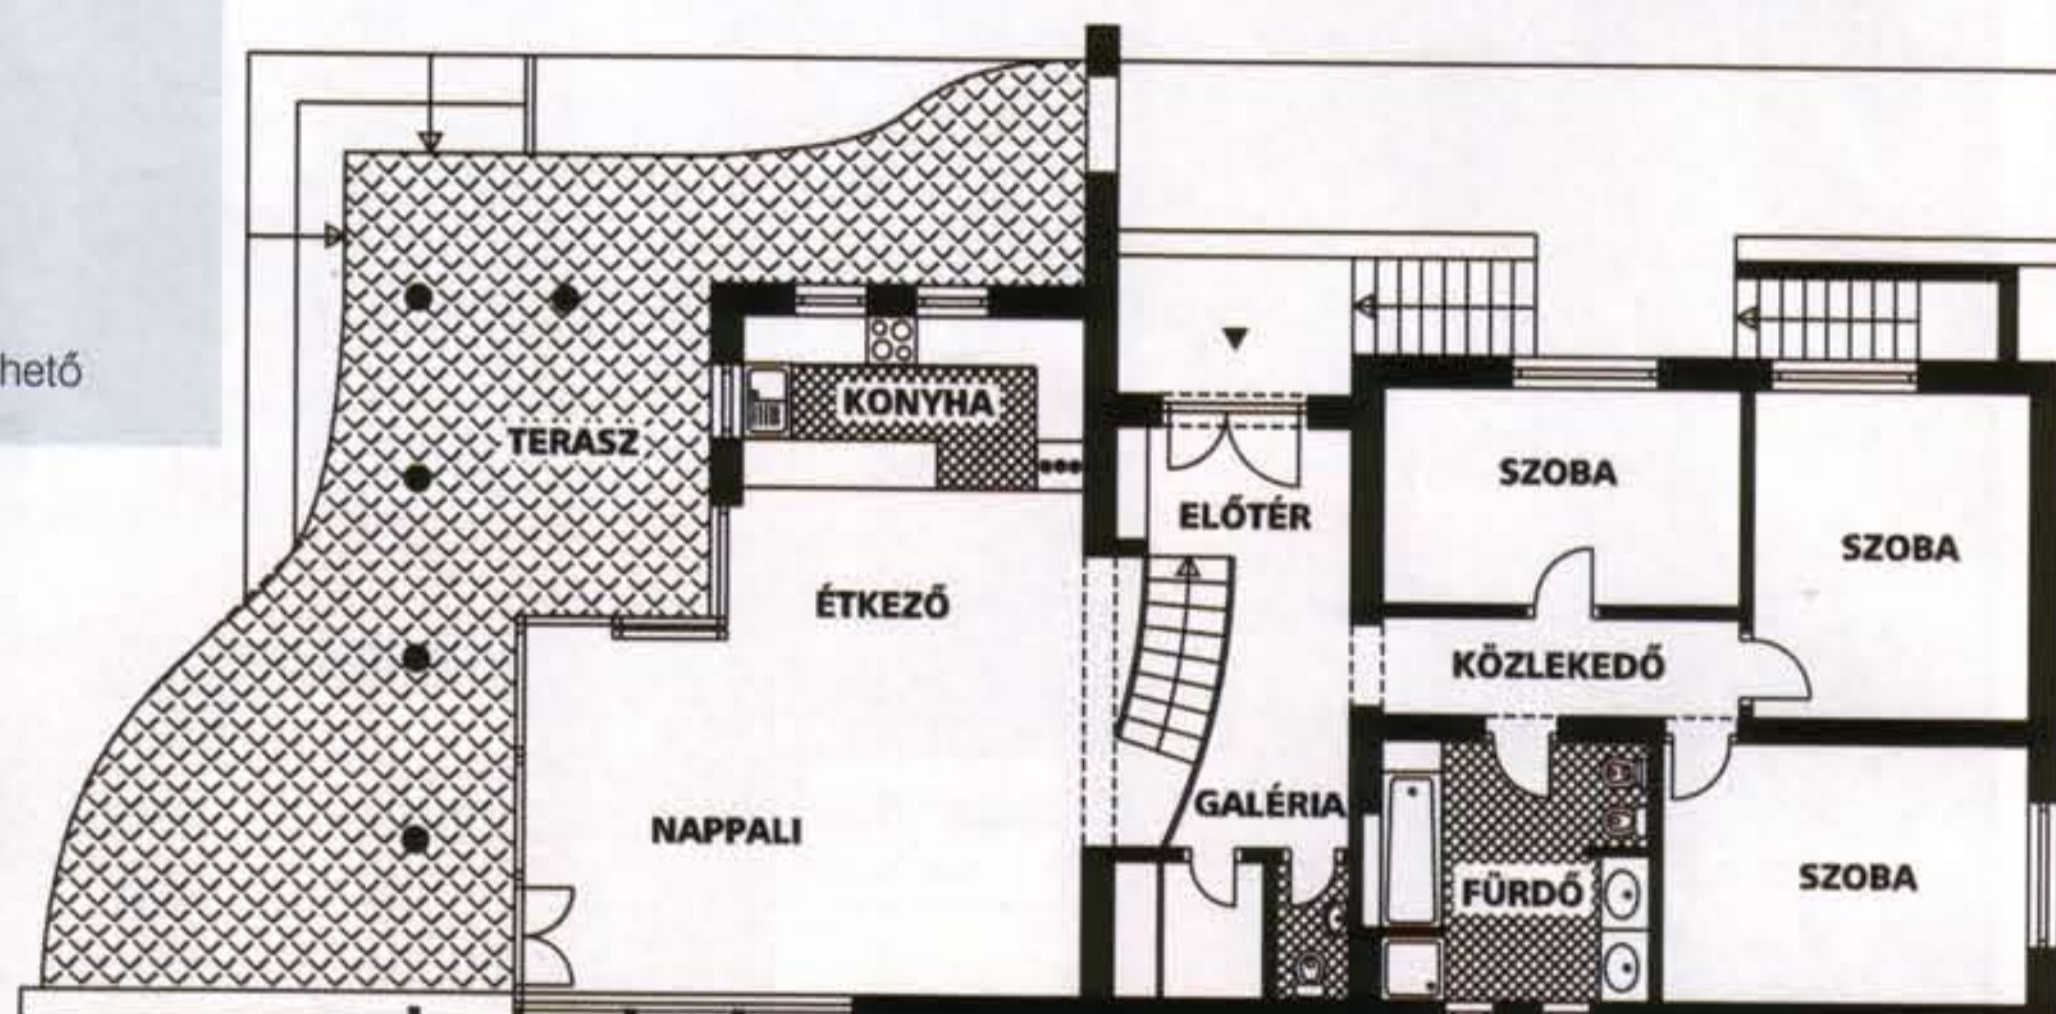 hető
KONYHA
TERASZ
SZOBA
ELŐTÉR
SZOBA
ÉTKEZŐ
KÖZLEKEDŐ
GALÉRIA
NAPPALI
FÜRDŐ
SZOBA